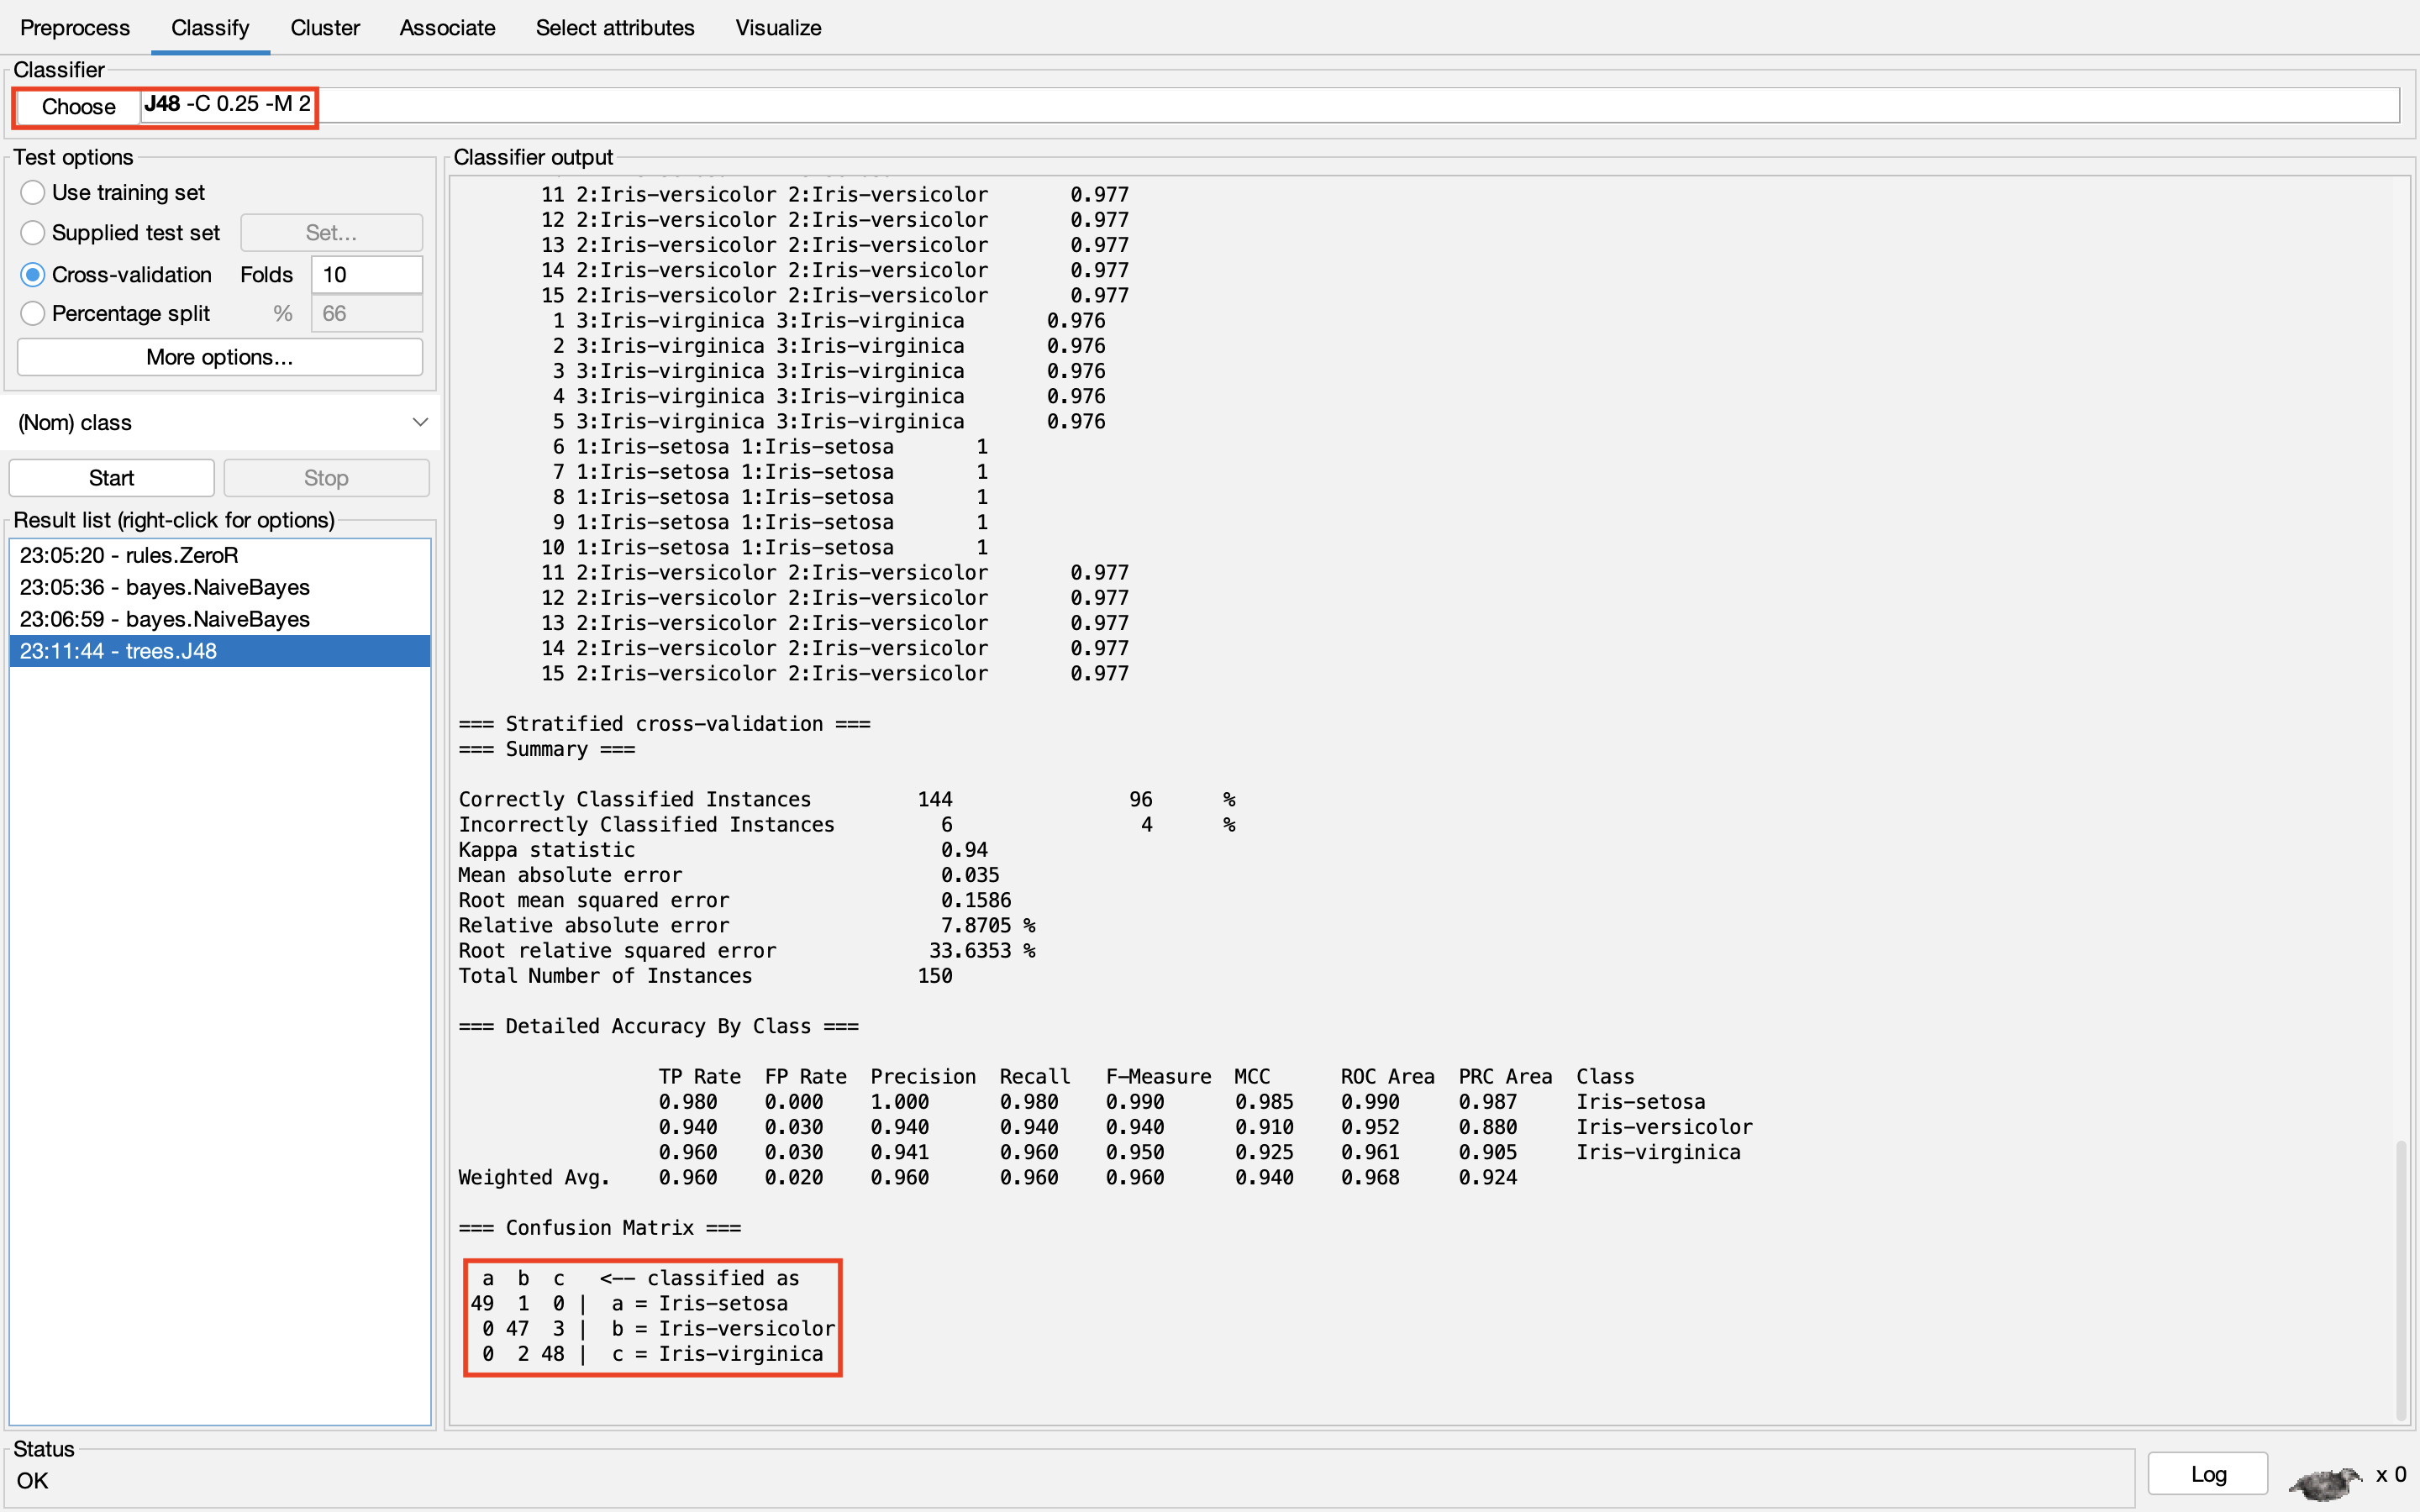 Preprocess Classify Cluster Associate Select attributes Visualize
Classifier
Choose J48 -C 0.25 -M 2
Test options
Use training set
Supplied test set Set...
Cross-validation Folds 10
Percentage split % 66
More options...
(Nom) class
Start Stop
Result list (right-click for options)
23:05:20 - rules.ZeroR
23:05:36 - bayes.NaiveBayes
23:06:59 - bayes.NaiveBayes
23:11:44 - trees.J48
Classifier output
11 2:Iris-versicolor 2:Iris-versicolor 0.977
12 2:Iris-versicolor 2:Iris-versicolor 0.977
13 2:Iris-versicolor 2:Iris-versicolor 0.977
14 2:Iris-versicolor 2:Iris-versicolor 0.977
15 2:Iris-versicolor 2:Iris-versicolor 0.977
1 3:Iris-virginica 3:Iris-virginica 0.976
2 3:Iris-virginica 3:Iris-virginica 0.976
3 3:Iris-virginica 3:Iris-virginica 0.976
4 3:Iris-virginica 3:Iris-virginica 0.976
5 3:Iris-virginica 3:Iris-virginica 0.976
6 1:Iris-setosa 1:Iris-setosa 1
7 1:Iris-setosa 1:Iris-setosa 1
8 1:Iris-setosa 1:Iris-setosa 1
9 1:Iris-setosa 1:Iris-setosa 1
10 1:Iris-setosa 1:Iris-setosa 1
11 2:Iris-versicolor 2:Iris-versicolor 0.977
12 2:Iris-versicolor 2:Iris-versicolor 0.977
13 2:Iris-versicolor 2:Iris-versicolor 0.977
14 2:Iris-versicolor 2:Iris-versicolor 0.977
15 2:Iris-versicolor 2:Iris-versicolor 0.977
=== Stratified cross-validation ===
=== Summary ===
Correctly Classified Instances 144 96 %
Incorrectly Classified Instances 6 4 %
Kappa statistic 0.94
Mean absolute error 0.035
Root mean squared error 0.1586
Relative absolute error 7.8705 %
Root relative squared error 33.6353 %
Total Number of Instances 150
=== Detailed Accuracy By Class ===
TP Rate FP Rate Precision Recall F-Measure MCC ROC Area PRC Area Class
0.980 0.000 1.000 0.980 0.990 0.985 0.990 0.987 Iris-setosa
0.940 0.030 0.940 0.940 0.940 0.910 0.952 0.880 Iris-versicolor
0.960 0.030 0.941 0.960 0.950 0.925 0.961 0.905 Iris-virginica
Weighted Avg. 0.960 0.020 0.960 0.960 0.960 0.940 0.968 0.924
=== Confusion Matrix ===
a b c <-- classified as
49 1 0 | a = Iris-setosa
0 47 3 | b = Iris-versicolor
0 2 48 | c = Iris-virginica
Status
OK
Log x 0